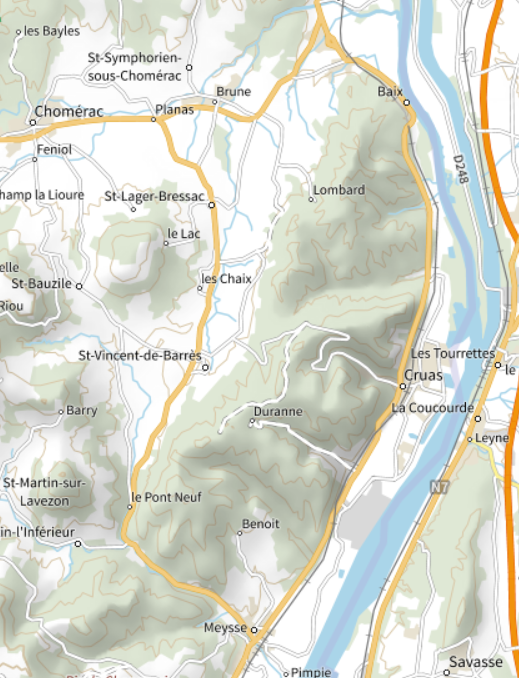 les Bayles
St-Symphorien-
sous-Chomérac
Brune
Baix
Chomérac
Planas
Feniol
D248
hamp la Lioure
St-Lager-Bressac
Lombard
le Lac
elle
St-Bauzile
les Chaix
Riou
St-Vincent-de-Barrès
Les Tourrettes
le
Cruas
Barry
Duranne
La Coucourde
Leyne
St-Martin-sur-
Lavezon
le Pont Neuf
N7
in-l'Inférieur
Benoit
Meysse
Savasse
Pimpie